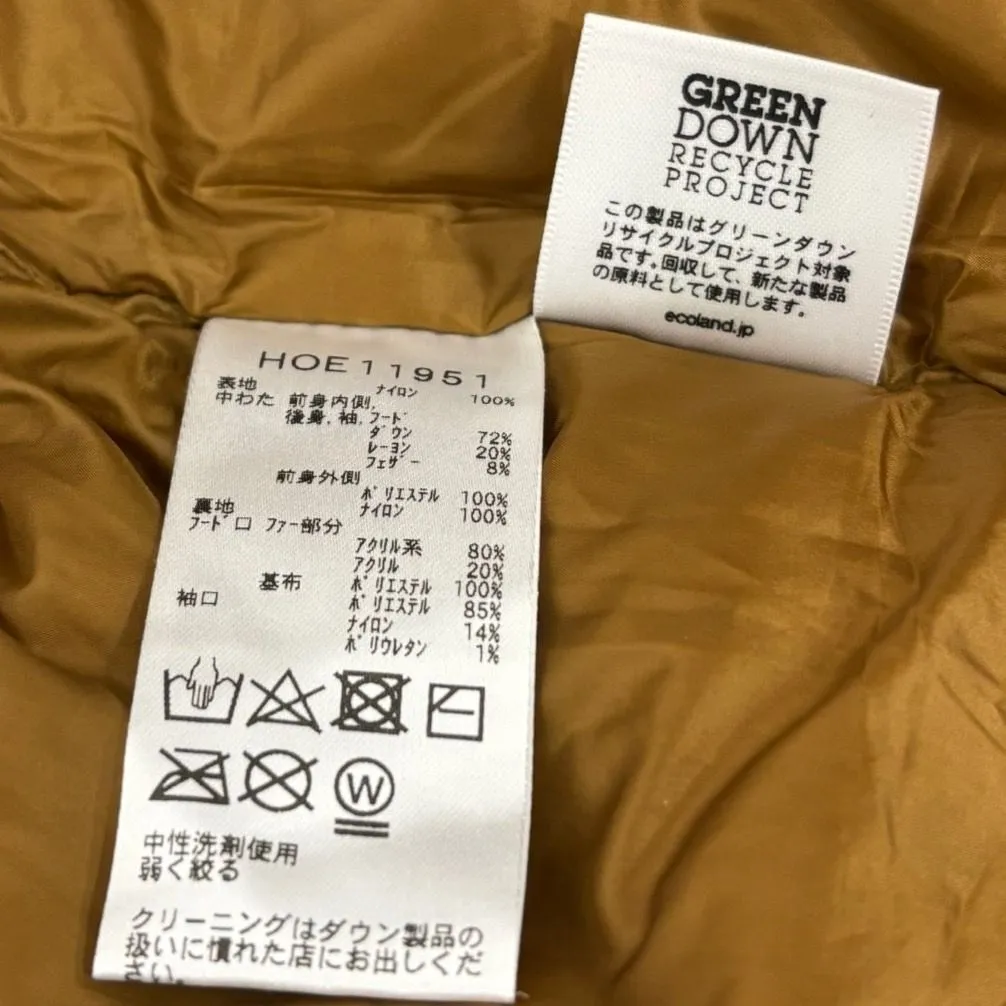 GREEN
DOWN
RECYCLE
PROJECT
この製品はグリーンダウン
リサイクルプロジェクト対象
品です。回収して、新たな製品
の原料として使用します。
ecoland.jp
HOE11951
表地 ナイロン 100%
中わた 前身内側,
後身,袖,フード
ダウン 72%
レーヨン 20%
フェザー 8%
前身外側
ポリエステル 100%
裏地 ナイロン 100%
フード口 ファー部分
アクリル系 80%
アクリル 20%
基布 ポリエステル 100%
袖口 ポリエステル 85%
ナイロン 14%
ポリウレタン 1%
W
中性洗剤使用
弱く絞る
クリーニングはダウン製品の
扱いに慣れた店にお出しくだ
さい。